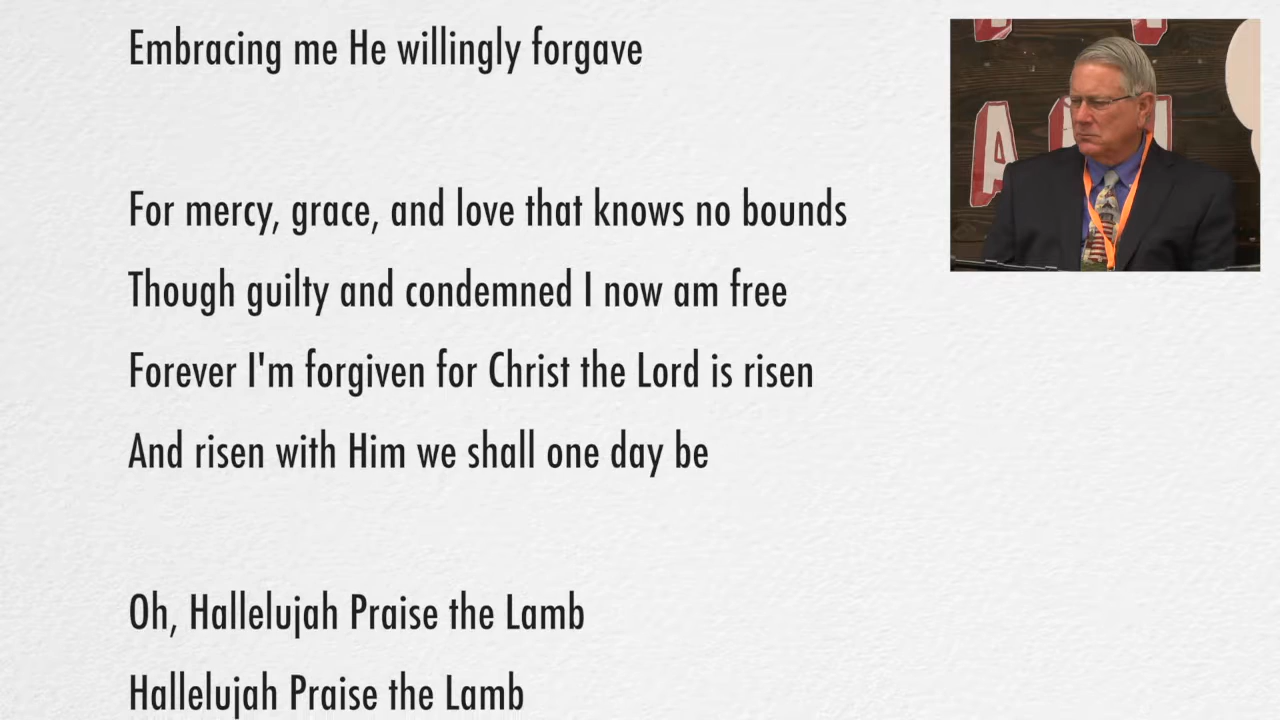 Embracing me He willingly forgave
For mercy, grace, and love that knows no bounds
Though guilty and condemned I now am free
Forever I'm forgiven for Christ the Lord is risen
And risen with Him we shall one day be
Oh, Hallelujah Praise the Lamb
Hallelujah Praise the Lamb